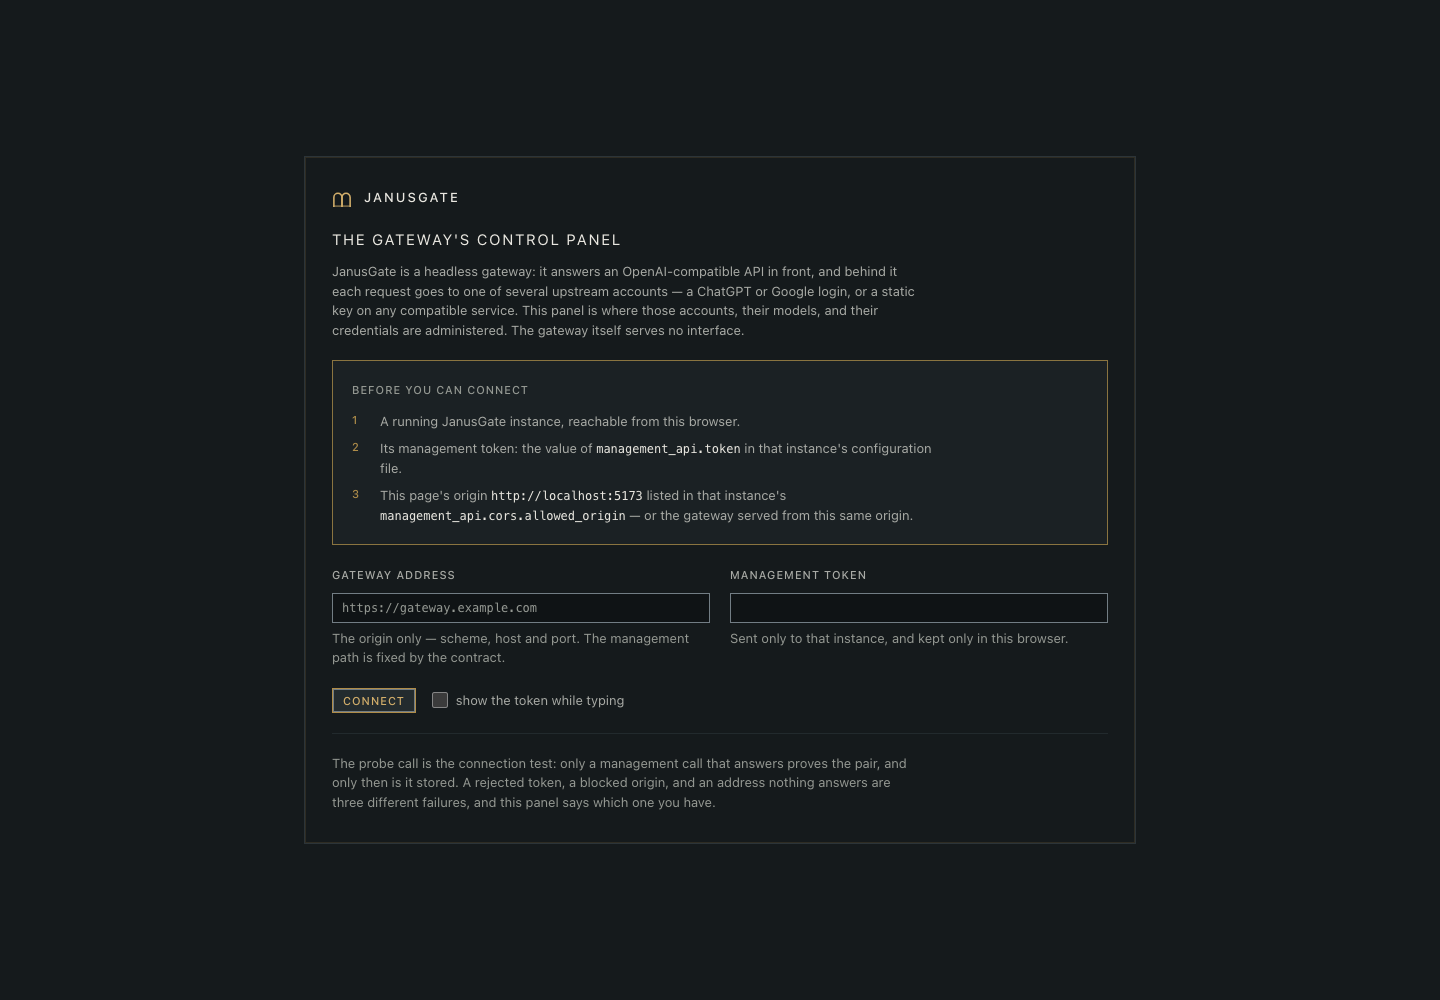 JANUSGATE
THE GATEWAY'S CONTROL PANEL
JanusGate is a headless gateway: it answers an OpenAI-compatible API in front, and behind it
each request goes to one of several upstream accounts — a ChatGPT or Google login, or a static
key on any compatible service. This panel is where those accounts, their models, and their
credentials are administered. The gateway itself serves no interface.
BEFORE YOU CAN CONNECT
1 A running JanusGate instance, reachable from this browser.
2 Its management token: the value of management_api.token in that instance's configuration
file.
3 This page's origin http://localhost:5173 listed in that instance's
management_api.cors.allowed_origin — or the gateway served from this same origin.
GATEWAY ADDRESS
https://gateway.example.com
The origin only — scheme, host and port. The management
path is fixed by the contract.
MANAGEMENT TOKEN
Sent only to that instance, and kept only in this browser.
CONNECT
show the token while typing
The probe call is the connection test: only a management call that answers proves the pair, and
only then is it stored. A rejected token, a blocked origin, and an address nothing answers are
three different failures, and this panel says which one you have.